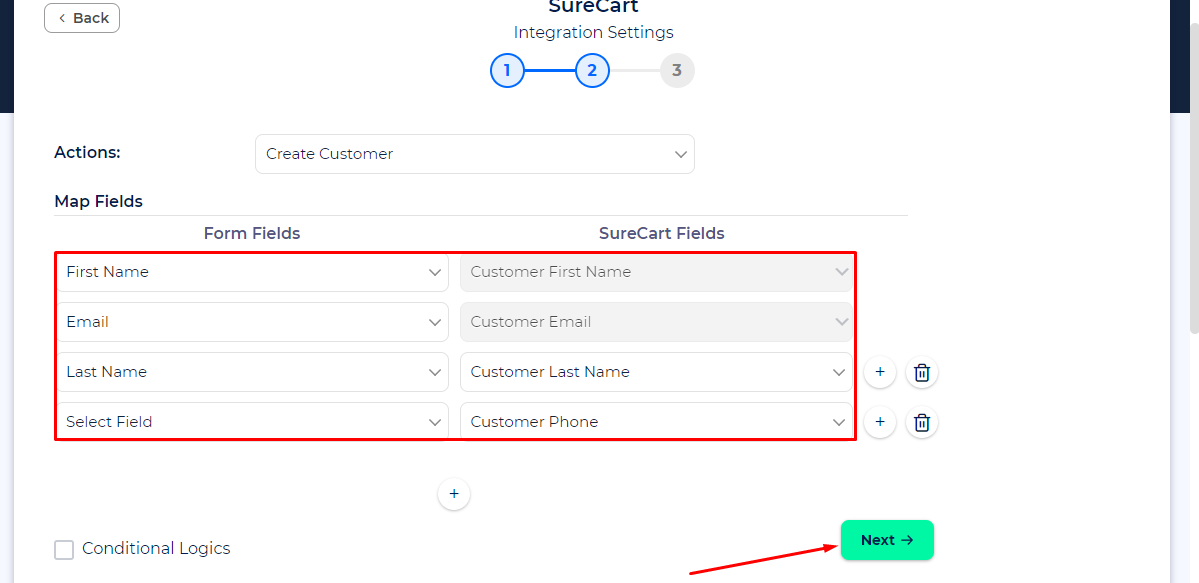 SureCart
Back
Integration Settings
1 2 3
Actions: Create Customer
Map Fields
Form Fields SureCart Fields
First Name Customer First Name
Email Customer Email
Last Name Customer Last Name +
Select Field Customer Phone +
+
Next →
Conditional Logics